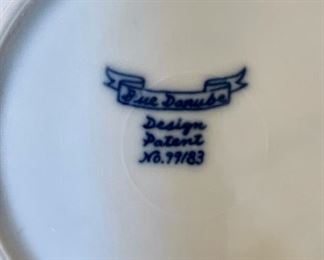 Blue Danube
Design
Patent
No.99183